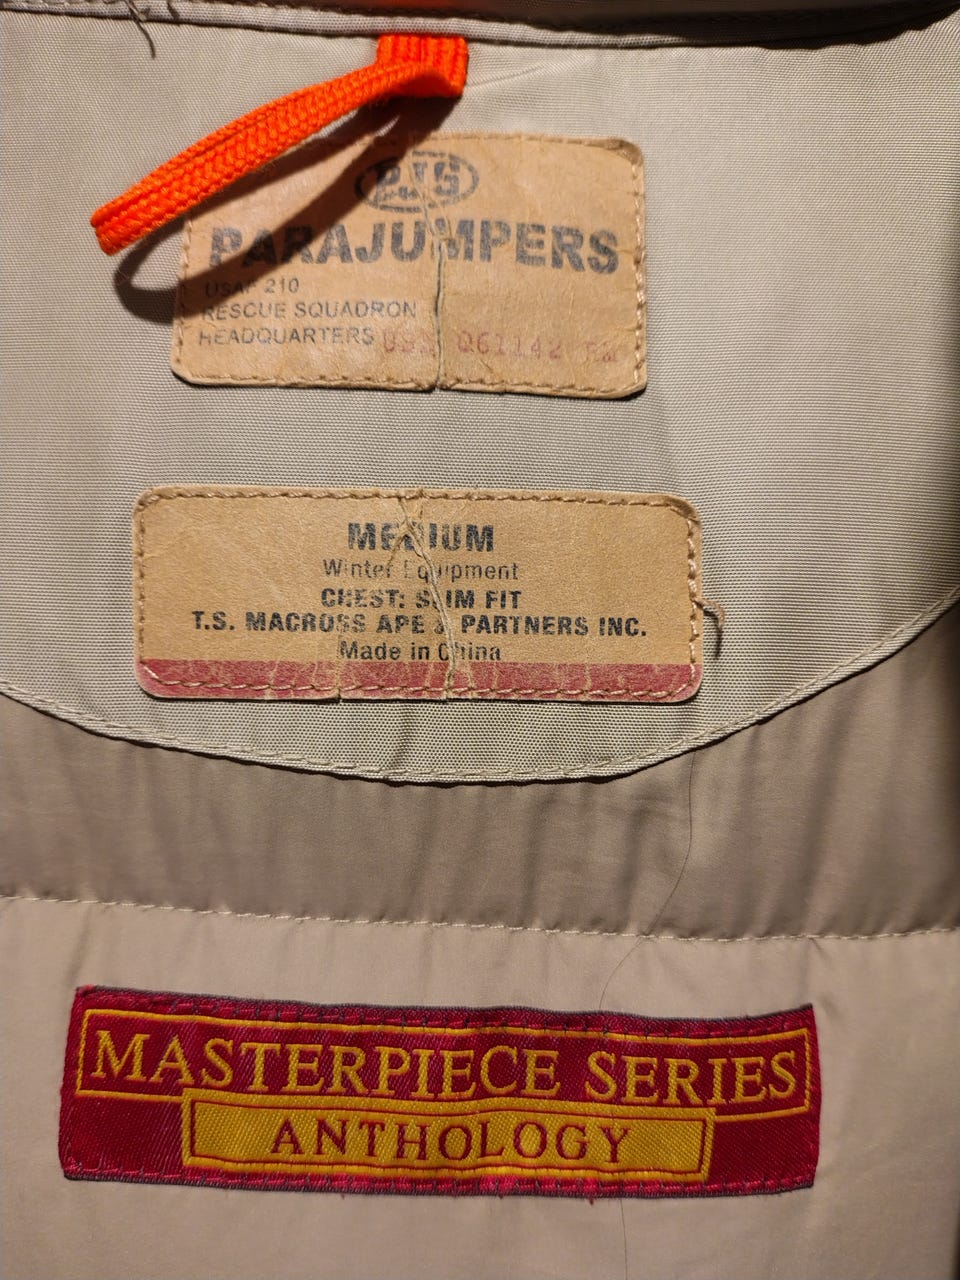 PJS
PARAJUMPERS
USAF 210
RESCUE SQUADRON
HEADQUARTERS Q61142
MEDIUM
Winter Equipment
CHEST: SLIM FIT
T.S. MACROSS APE & PARTNERS INC.
Made in China
MASTERPIECE SERIES
ANTHOLOGY